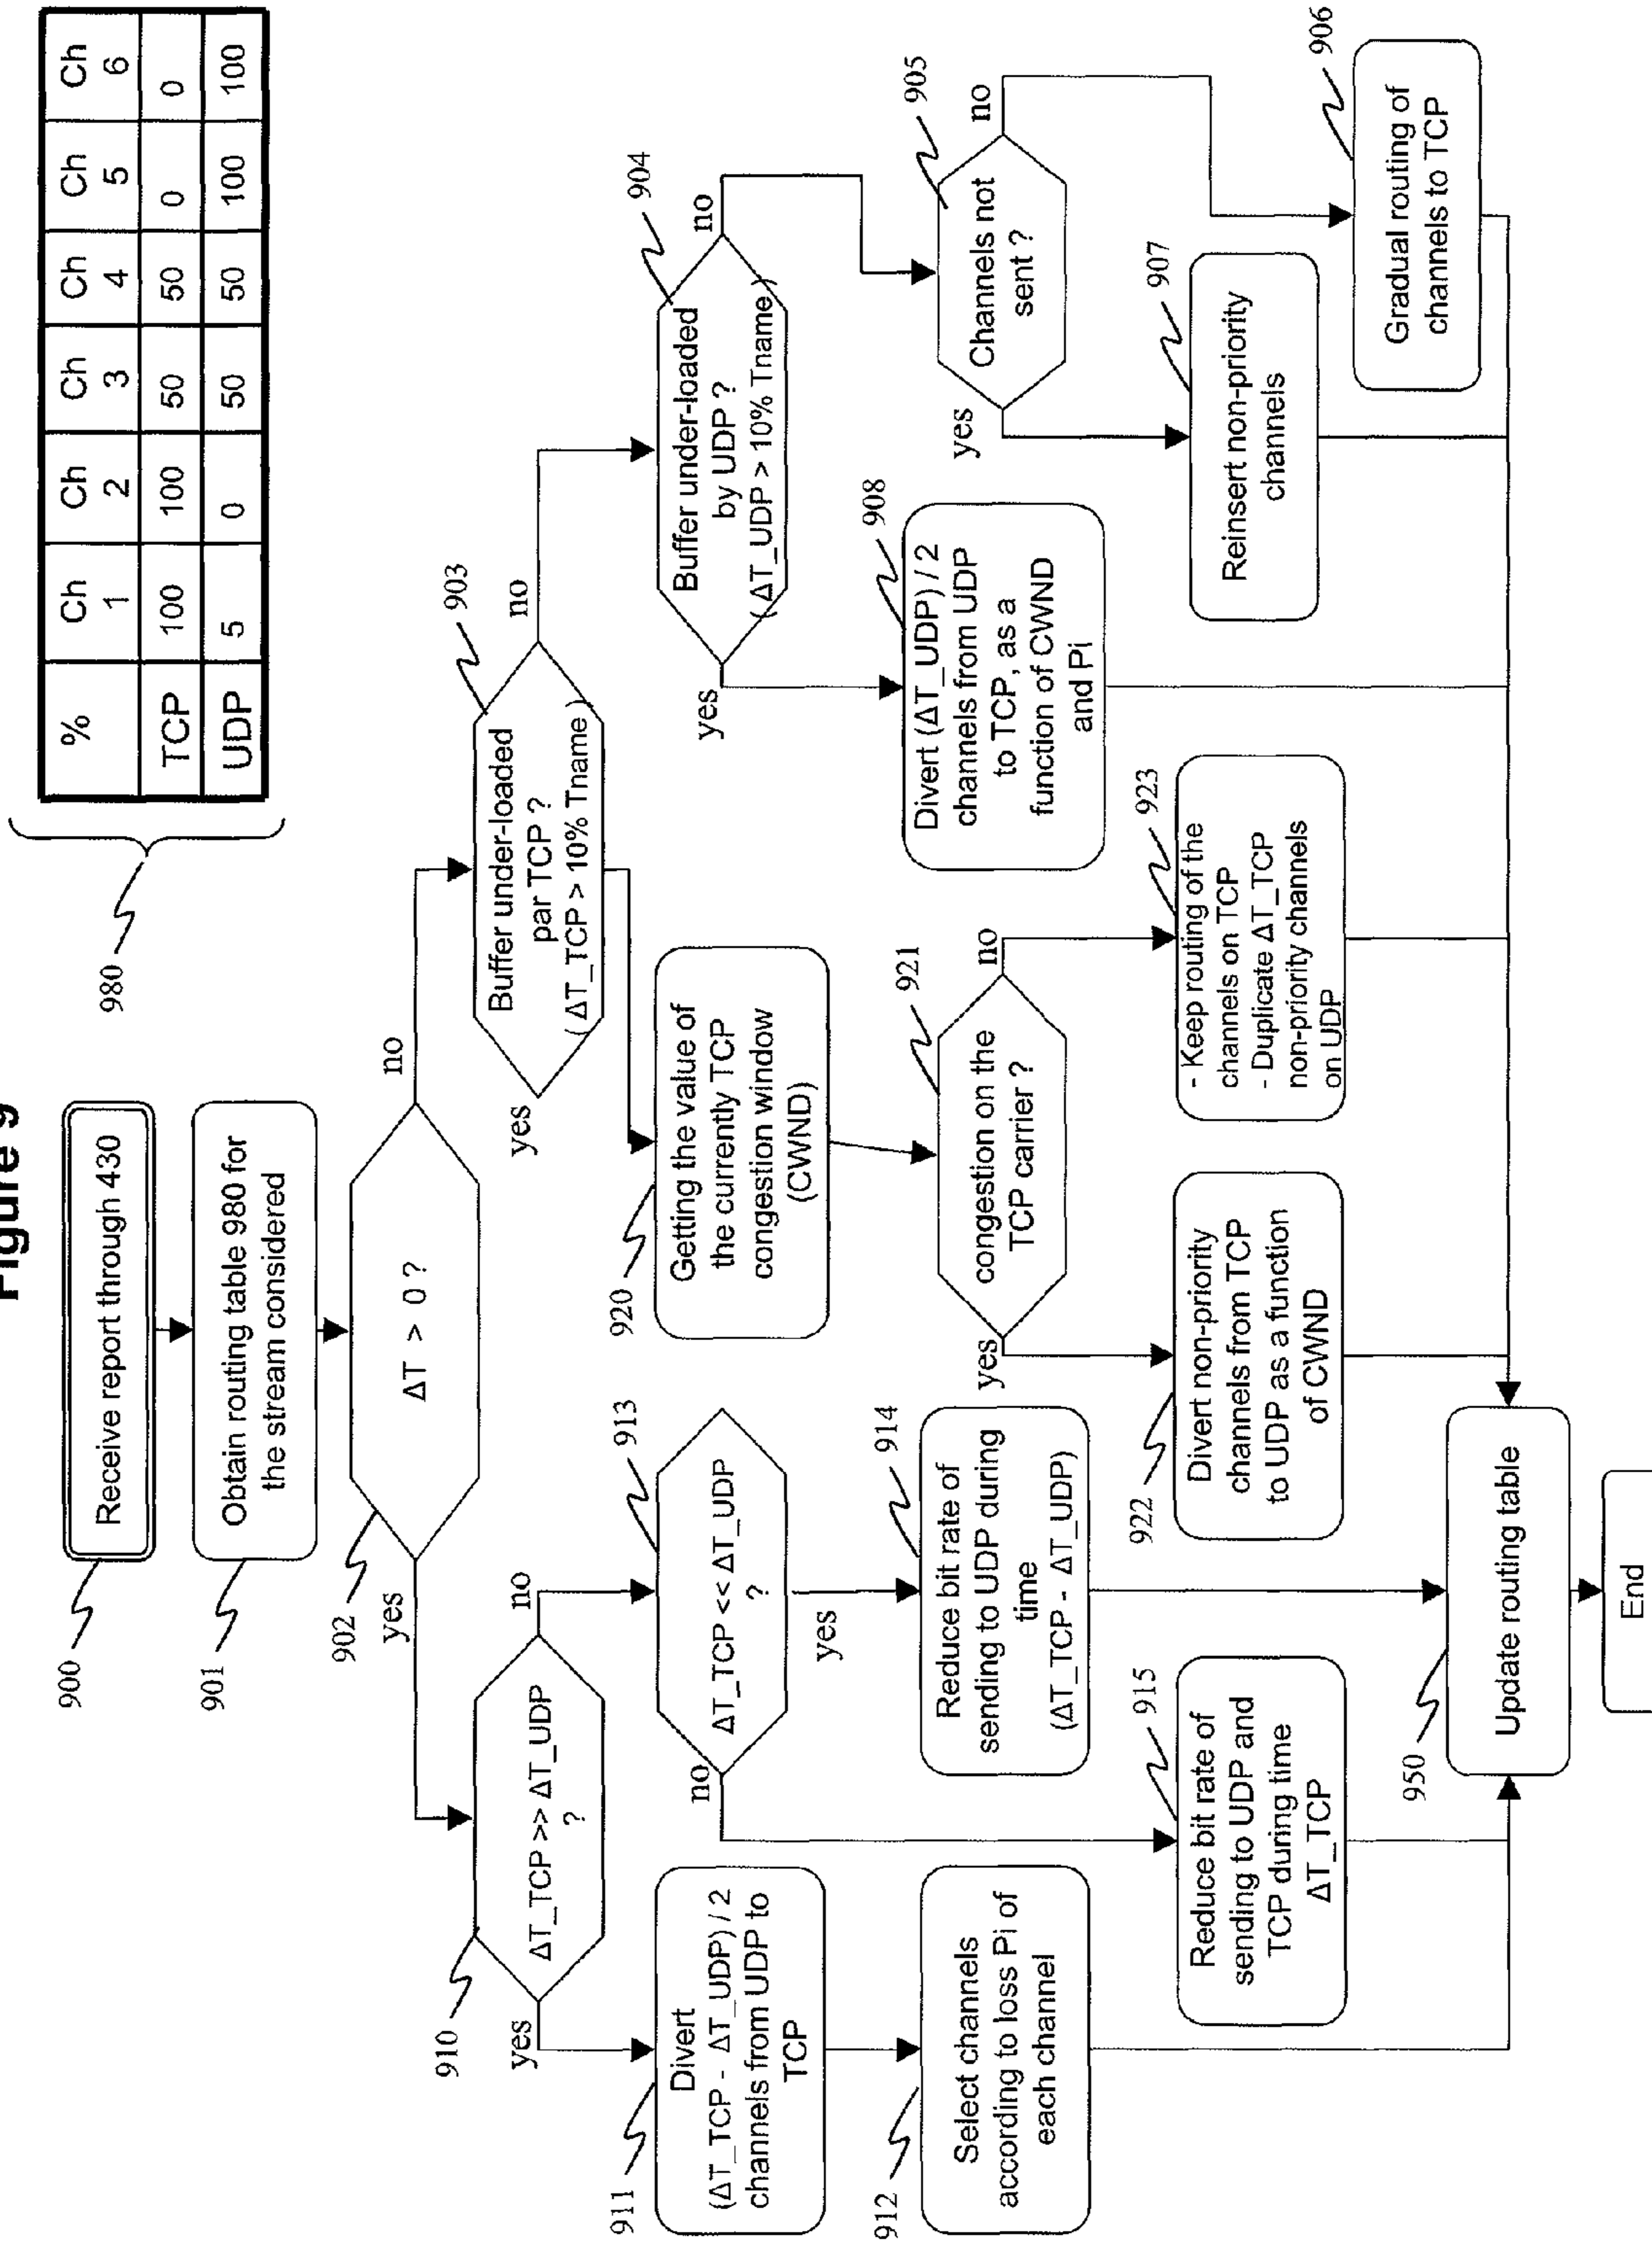 Figure 9
900
Receive report through 430
901
Obtain routing table 980 for
the stream considered
980
% Ch 1 Ch 2 Ch 3 Ch 4 Ch 5 Ch 6
TCP 100 100 50 50 0 0
UDP 5 0 50 50 100 100
902
ΔT > 0 ?
yes
no
910
ΔT_TCP >> ΔT_UDP
?
yes
no
903
Buffer under-loaded
par TCP ?
( ΔT_TCP > 10% Tname )
yes
no
911
Divert
(ΔT_TCP - ΔT_UDP) / 2
channels from UDP to
TCP
913
ΔT_TCP << ΔT_UDP
?
no
yes
920
Getting the value of
the currently TCP
congestion window
(CWND)
904
Buffer under-loaded
by UDP ?
( ΔT_UDP > 10% Tname )
yes
no
912
Select channels
according to loss Pi of
each channel
914
Reduce bit rate of
sending to UDP during
time
(ΔT_TCP - ΔT_UDP)
921
congestion on the
TCP carrier ?
yes
no
908
Divert (ΔT_UDP) / 2
channels from UDP
to TCP, as a
function of CWND
and Pi
905
Channels not
sent ?
yes
no
915
Reduce bit rate of
sending to UDP and
TCP during time
ΔT_TCP
922
Divert non-priority
channels from TCP
to UDP as a function
of CWND
923
- Keep routing of the
channels on TCP
- Duplicate ΔT_TCP
non-priority channels
on UDP
907
Reinsert non-priority
channels
906
Gradual routing of
channels to TCP
950
Update routing table
End